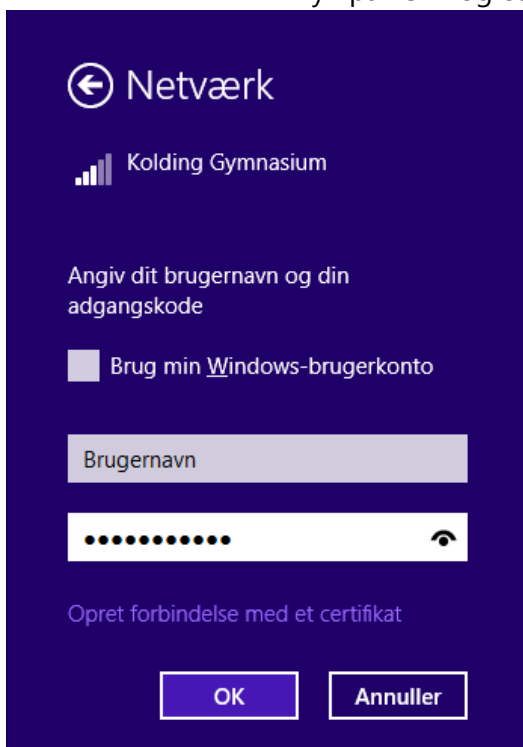 Netværk
Kolding Gymnasium
Angiv dit brugernavn og din
adgangskode
Brug min Windows-brugerkonto
Brugernavn
●●●●●●●●●●●
Opret forbindelse med et certifikat
OK
Annuller